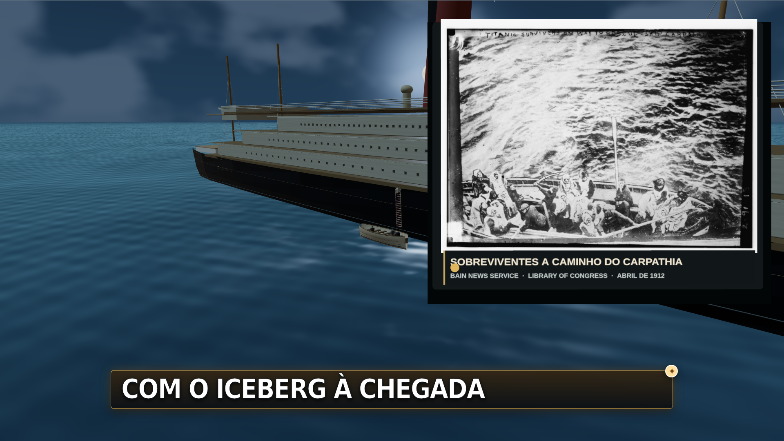 SOBREVIVENTES A CAMINHO DO CARPATHIA
BAIN NEWS SERVICE · LIBRARY OF CONGRESS · ABRIL DE 1912
COM O ICEBERG À CHEGADA